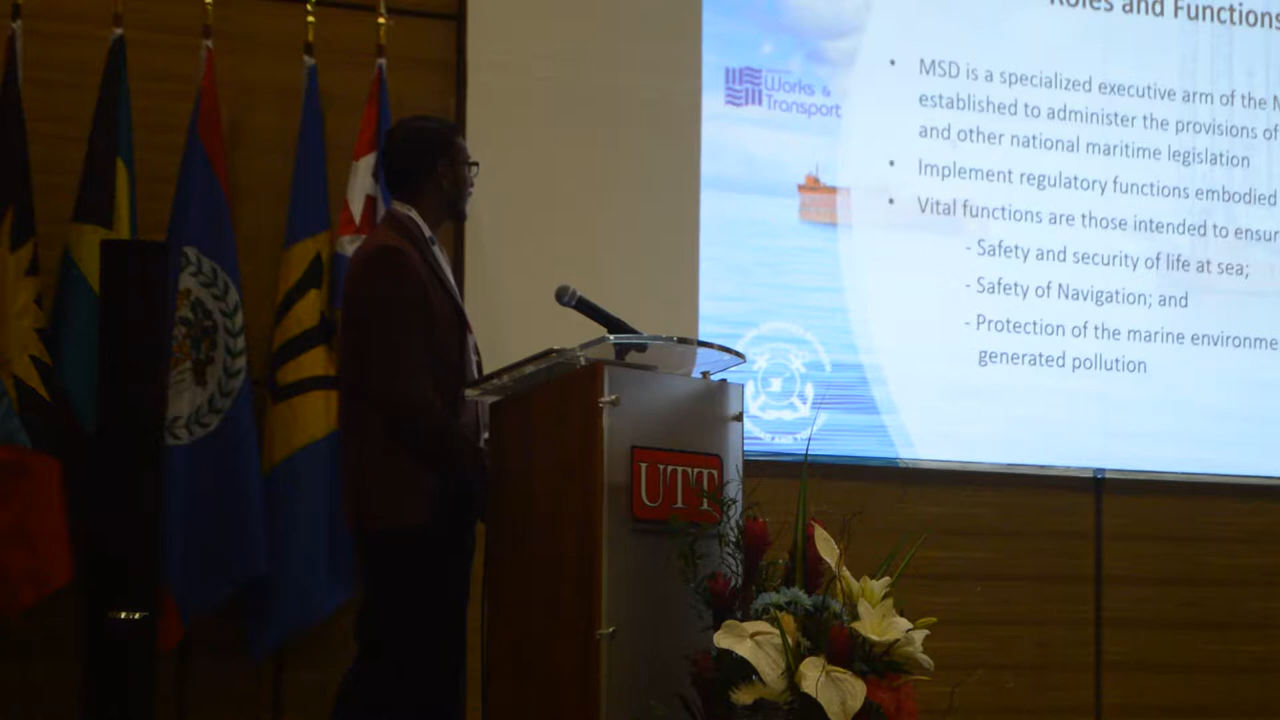 Roles and Functions
• MSD is a specialized executive arm of the
established to administer the provisions of
and other national maritime legislation
• Implement regulatory functions embodied
• Vital functions are those intended to ensur
- Safety and security of life at sea;
- Safety of Navigation; and
- Protection of the marine environme
generated pollution
Works &
Transport
UTT